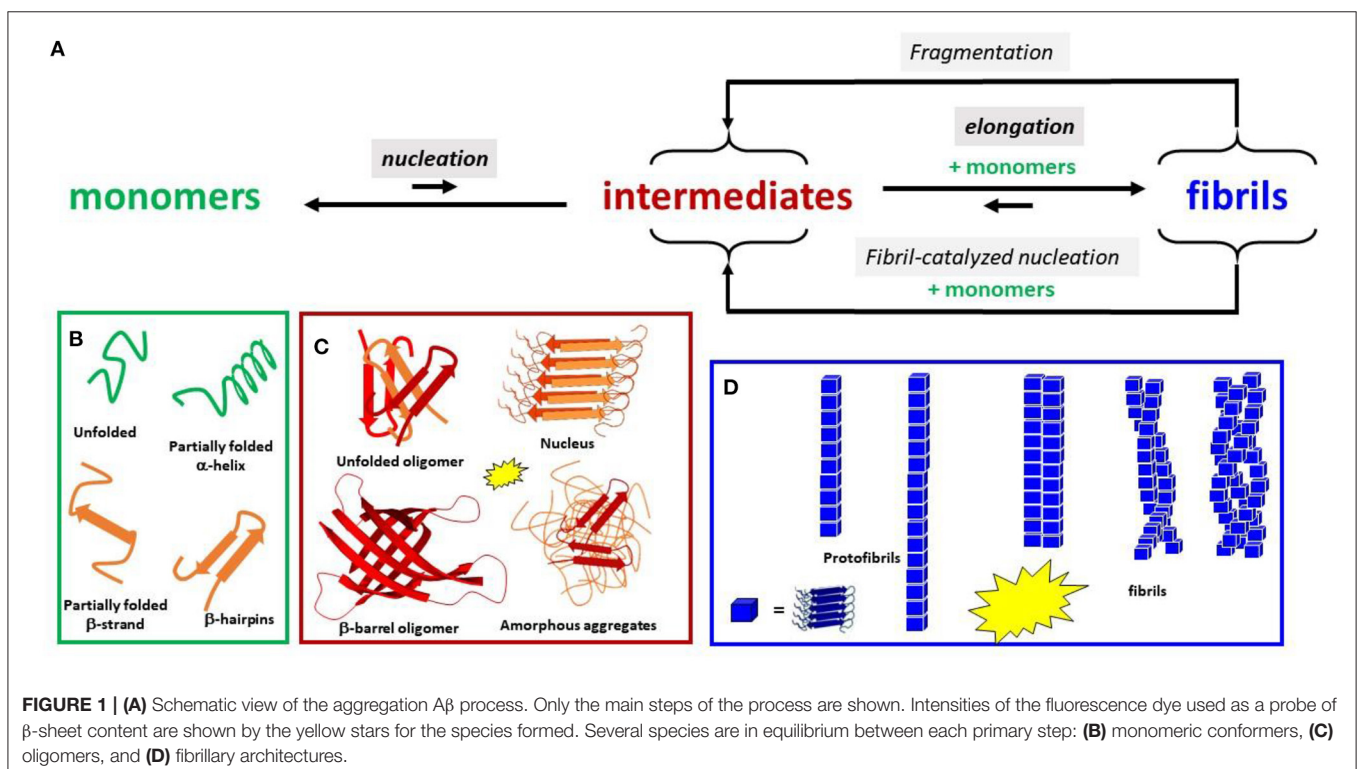 A
Fragmentation
elongation
+ monomers
nucleation
monomers
intermediates
fibrils
Fibril-catalyzed nucleation
+ monomers
B
Unfolded
Partially folded
α-helix
Partially folded
β-strand
β-hairpins
C
Unfolded oligomer
Nucleus
β-barrel oligomer
Amorphous aggregates
D
Protofibrils
=
fibrils
FIGURE 1 | (A) Schematic view of the aggregation Aβ process. Only the main steps of the process are shown. Intensities of the fluorescence dye used as a probe of
β-sheet content are shown by the yellow stars for the species formed. Several species are in equilibrium between each primary step: (B) monomeric conformers, (C)
oligomers, and (D) fibrillary architectures.